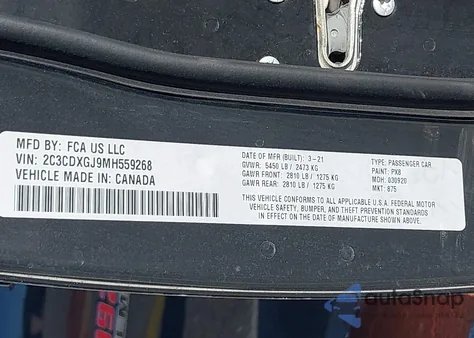 MFD BY: FCA US LLC
VIN: 2C3CDXGJ9MH559268
VEHICLE MADE IN: CANADA
DATE OF MFR (BUILT): 3-21
GVWR: 5450 LB / 2473 KG
GAWR FRONT: 2810 LB / 1275 KG
GAWR REAR: 2810 LB / 1275 KG
TYPE: PASSENGER CAR
PAINT: PX8
MDH: 030920
MKT: 875
THIS VEHICLE CONFORMS TO ALL APPLICABLE U.S.A. FEDERAL MOTOR
VEHICLE SAFETY, BUMPER, AND THEFT PREVENTION STANDARDS IN
EFFECT ON THE DATE OF MANUFACTURE SHOWN ABOVE.
autoSnap